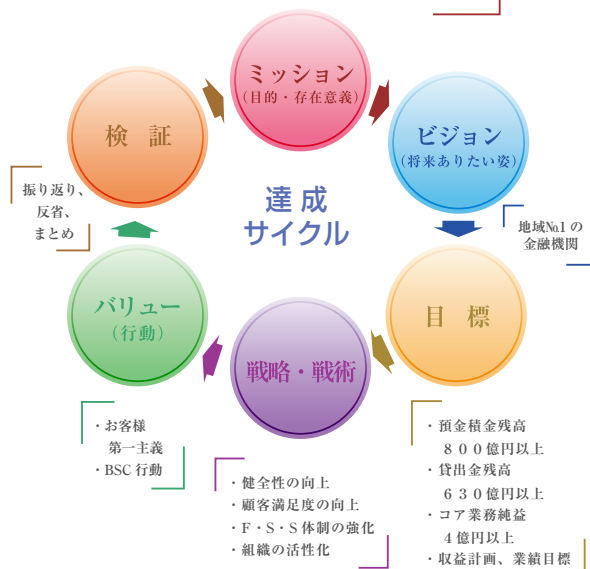 ミッション
（目的・存在意義）
ビジョン
（将来ありたい姿）
地域№1の
金融機関
目　標
・預金積金残高
８００億円以上
・貸出金残高
６３０億円以上
・コア業務純益
４億円以上
・収益計画、業績目標
戦略・戦術
・健全性の向上
・顧客満足度の向上
・F・S・S体制の強化
・組織の活性化
バリュー
（行動）
・お客様
第一主義
・BSC 行動
検　証
振り返り、
反省、
まとめ
達 成
サイクル